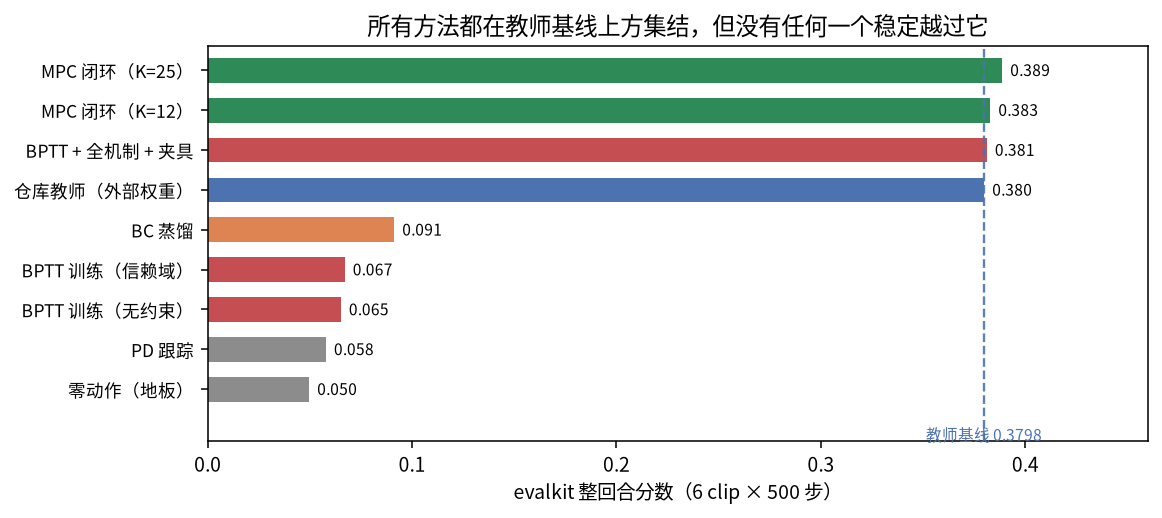 所有方法都在教师基线上方集结，但没有任何一个稳定越过它
MPC 闭环（K=25） 0.389
MPC 闭环（K=12） 0.383
BPTT + 全机制 + 夹具 0.381
仓库教师（外部权重） 0.380
BC 蒸馏 0.091
BPTT 训练（信赖域） 0.067
BPTT 训练（无约束） 0.065
PD 跟踪 0.058
零动作（地板） 0.050
教师基线 0.3798
0.0 0.1 0.2 0.3 0.4
evalkit 整回合分数（6 clip × 500 步）